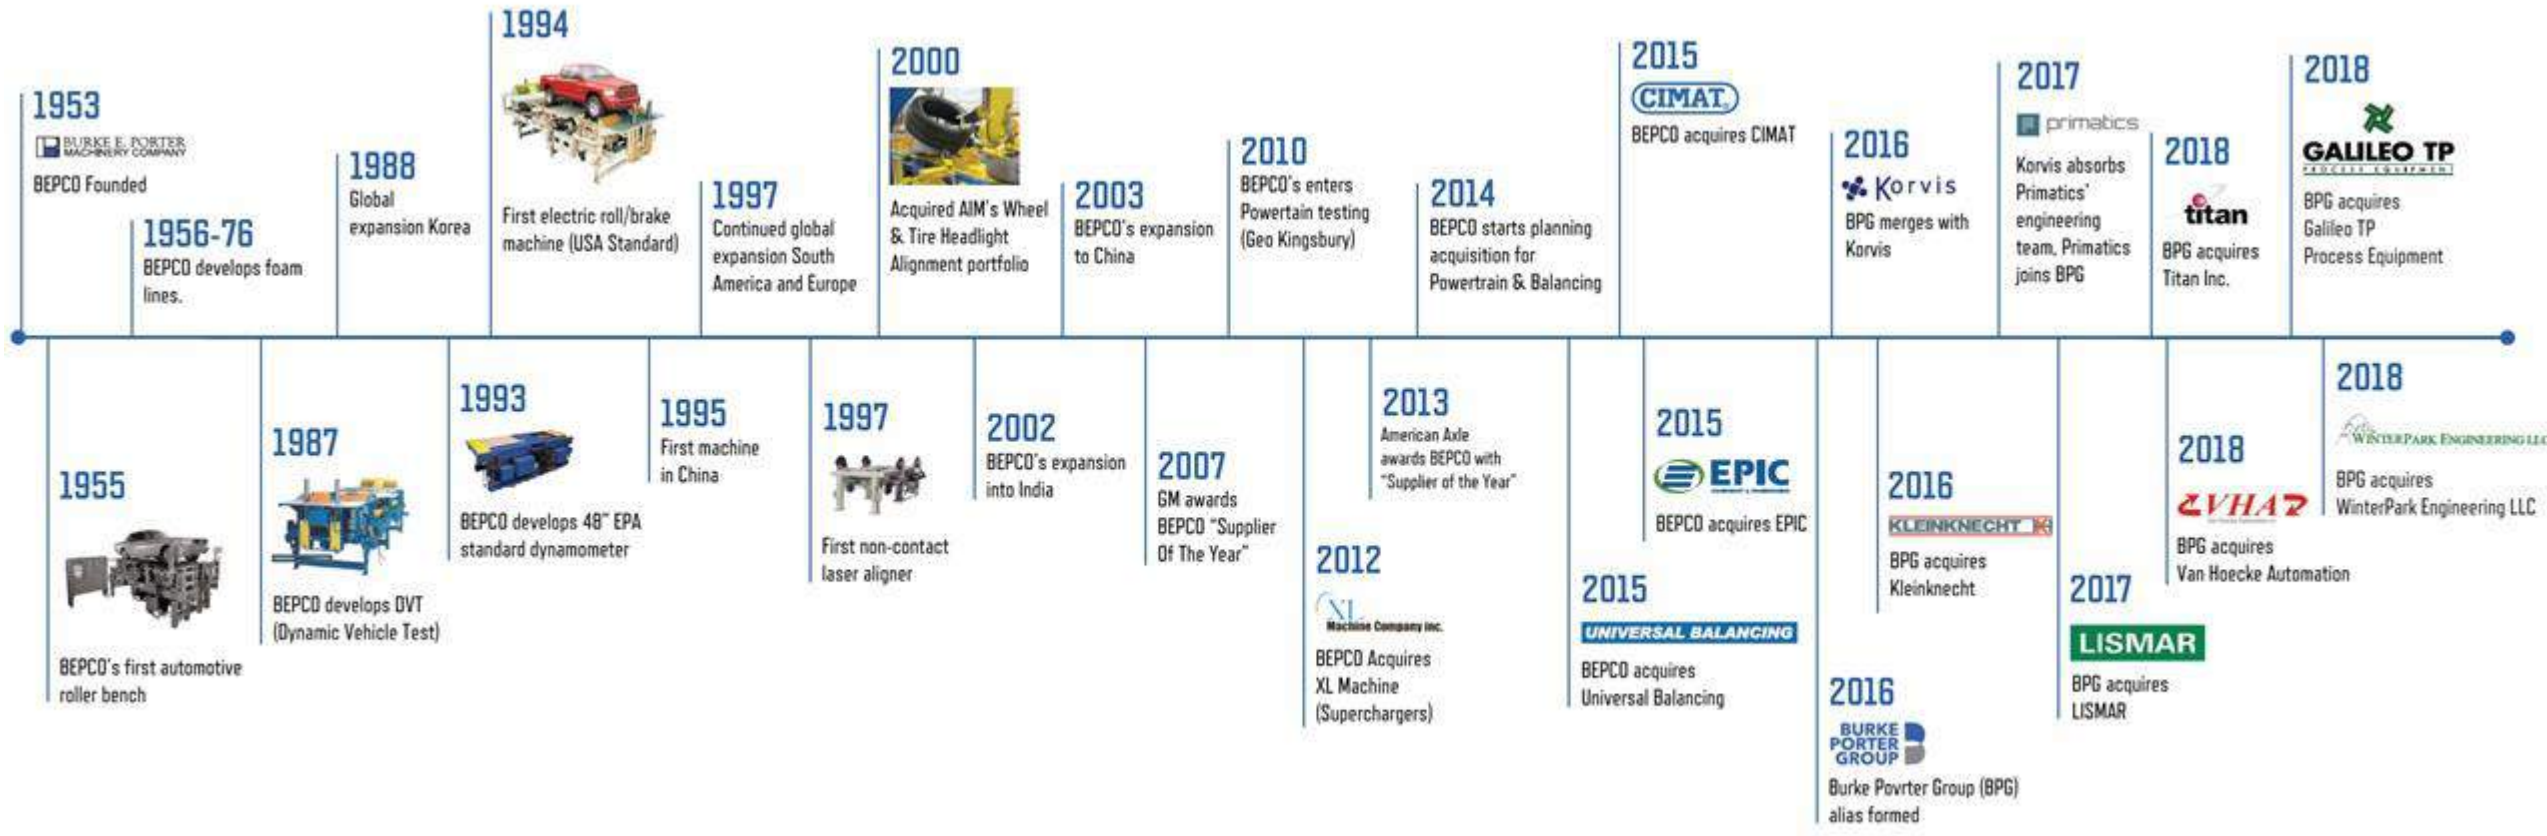 1953
BURKE E. PORTER
MACHINERY COMPANY
BEPCO Founded
1955
BEPCO's first automotive
roller bench
1956-76
BEPCO develops foam
lines.
1987
BEPCO develops DVT
(Dynamic Vehicle Test)
1988
Global
expansion Korea
1993
BEPCO develops 48" EPA
standard dynamometer
1994
First electric roll/brake
machine (USA Standard)
1995
First machine
in China
1997
Continued global
expansion South
America and Europe
1997
First non-contact
laser aligner
2000
Acquired AIM's Wheel
& Tire Headlight
Alignment portfolio
2002
BEPCO's expansion
into India
2003
BEPCO's expansion
to China
2007
GM awards
BEPCO "Supplier
Of The Year"
2010
BEPCO's enters
Powertain testing
(Geo Kingsbury)
2012
XL
Machine Company inc.
BEPCO Acquires
XL Machine
(Superchargers)
2013
American Axle
awards BEPCO with
"Supplier of the Year"
2014
BEPCO starts planning
acquisition for
Powertrain & Balancing
2015
UNIVERSAL BALANCING
BEPCO acquires
Universal Balancing
2015
CIMAT
BEPCO acquires CIMAT
2015
EPIC
BEPCO acquires EPIC
2016
BURKE
PORTER
GROUP
Burke Povrter Group (BPG)
alias formed
2016
Korvis
BPG merges with
Korvis
2016
KLEINKNECHT
BPG acquires
Kleinknecht
2017
primatics
Korvis absorbs
Primatics'
engineering
team, Primatics
joins BPG
2017
LISMAR
BPG acquires
LISMAR
2018
titan
BPG acquires
Titan Inc.
2018
VHA
BPG acquires
Van Hoecke Automation
2018
GALILEO TP
PROCESS EQUIPMENT
BPG acquires
Galileo TP
Process Equipment
2018
WINTERPARK ENGINEERING LLC
BPG acquires
WinterPark Engineering LLC